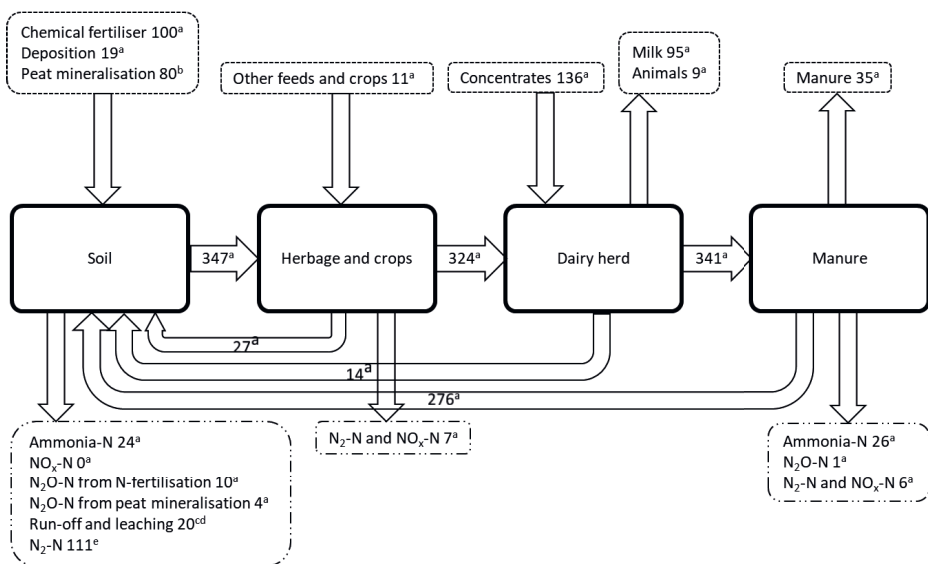 Chemical fertiliser 100ᵃ
Deposition 19ᵃ
Peat mineralisation 80ᵇ
Other feeds and crops 11ᵃ
Concentrates 136ᵃ
Milk 95ᵃ
Animals 9ᵃ
Manure 35ᵃ
Soil
347ᵃ
Herbage and crops
324ᵃ
Dairy herd
341ᵃ
Manure
27ᵃ
14ᵃ
276ᵃ
Ammonia-N 24ᵃ
NOₓ-N 0ᵃ
N₂O-N from N-fertilisation 10ᵃ
N₂O-N from peat mineralisation 4ᵃ
Run-off and leaching 20ᶜᵈ
N₂-N 111ᵉ
N₂-N and NOₓ-N 7ᵃ
Ammonia-N 26ᵃ
N₂O-N 1ᵃ
N₂-N and NOₓ-N 6ᵃ